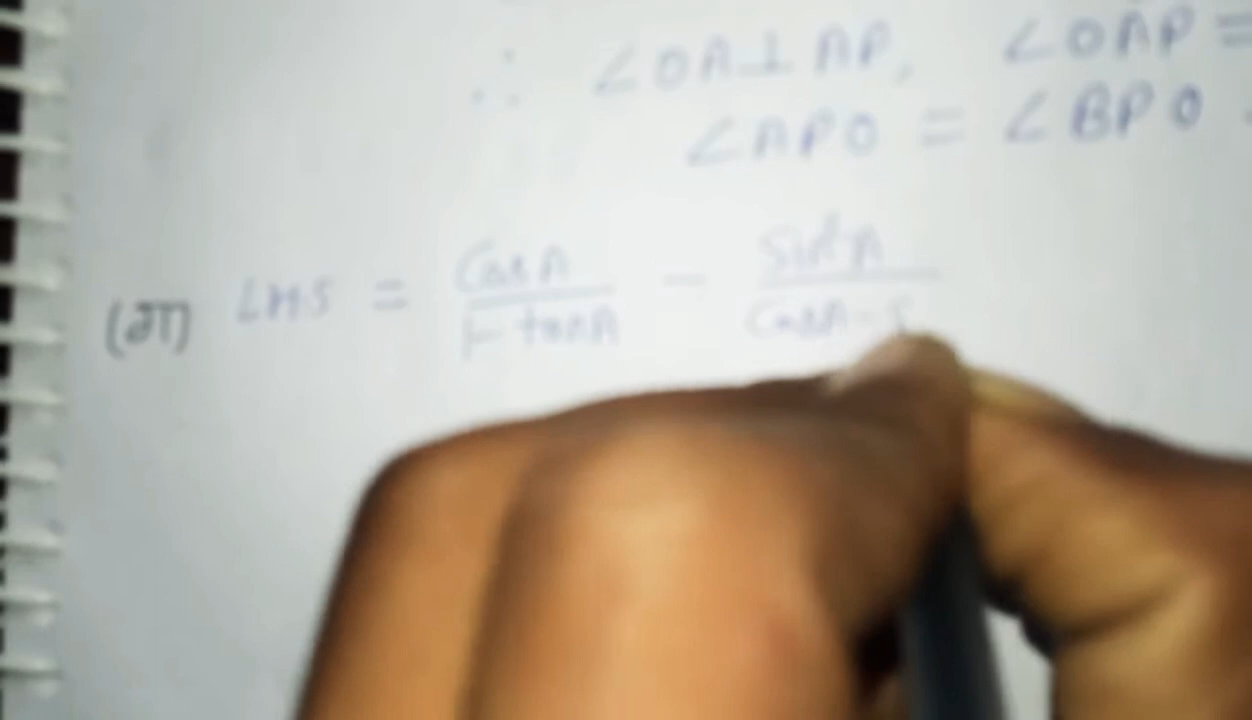 ∴ ∠OA⊥AP, ∠OAP =
∠APO = ∠BPO
(গ) LHS = CosA / 1-tanA - Sin²A / CosA-S